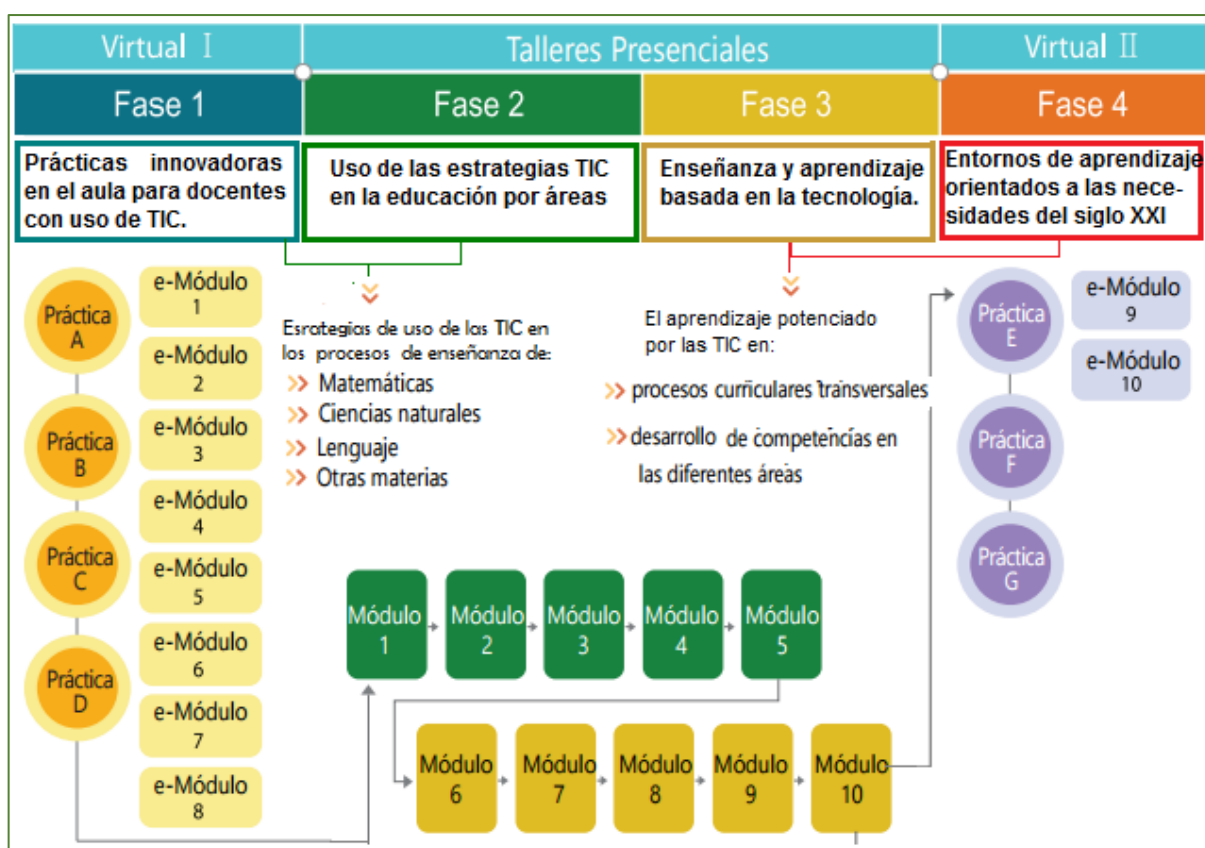 Virtual I
Talleres Presenciales
Virtual II
Fase 1
Fase 2
Fase 3
Fase 4
Prácticas innovadoras
en el aula para docentes
con uso de TIC.
Uso de las estrategias TIC
en la educación por áreas
Enseñanza y aprendizaje
basada en la tecnología.
Entornos de aprendizaje
orientados a las nece-
sidades del siglo XXI
Práctica
A
Práctica
B
Práctica
C
Práctica
D
e-Módulo
1
e-Módulo
2
e-Módulo
3
e-Módulo
4
e-Módulo
5
e-Módulo
6
e-Módulo
7
e-Módulo
8
Esrategias de uso de las TIC en
los procesos de enseñanza de:
Matemáticas
Ciencias naturales
Lenguaje
Otras materias
El aprendizaje potenciado
por las TIC en:
procesos curriculares transversales
desarrollo de competencías en
las diferentes áreas
Módulo
1
Módulo
2
Módulo
3
Módulo
4
Módulo
5
Módulo
6
Módulo
7
Módulo
8
Módulo
9
Módulo
10
Práctica
E
Práctica
F
Práctica
G
e-Módulo
9
e-Módulo
10